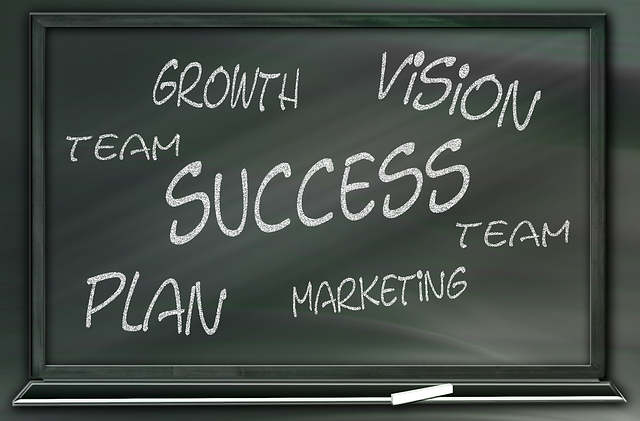 GROWTH
ViSiON
TEAM
SUCCESS
TEAM
PLAN
MARKETiNG